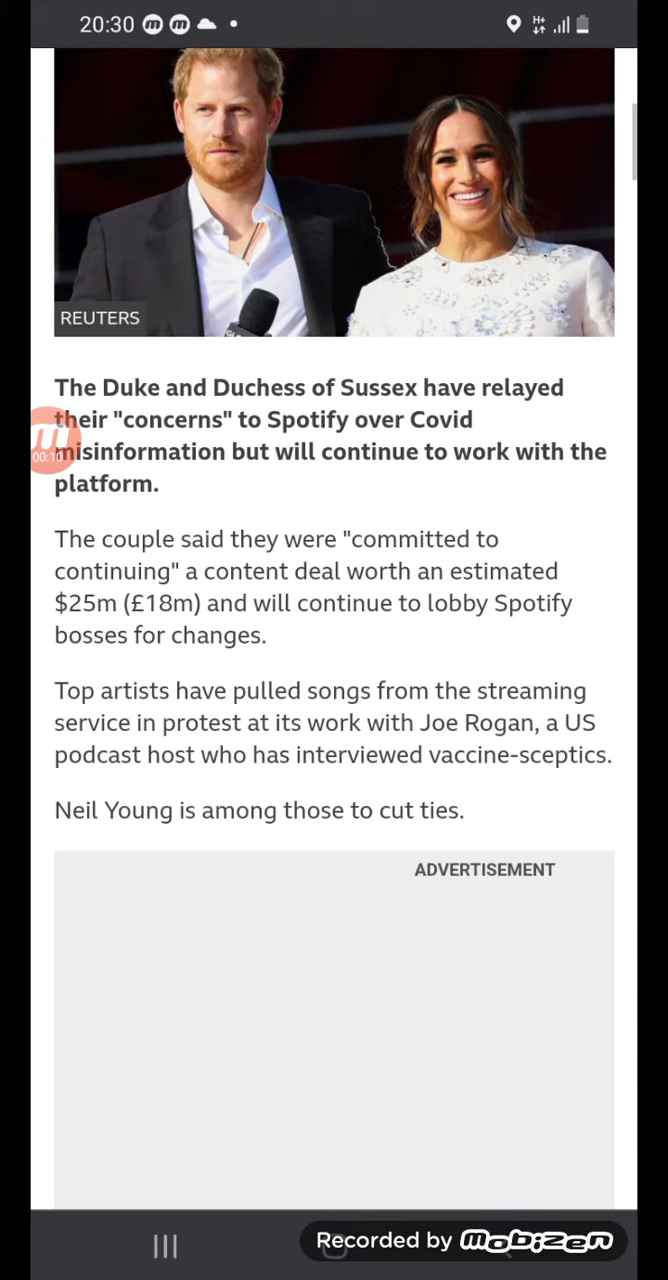 20:30
H+
REUTERS
The Duke and Duchess of Sussex have relayed
their "concerns" to Spotify over Covid
misinformation but will continue to work with the
platform.
00:10
The couple said they were "committed to
continuing" a content deal worth an estimated
$25m (£18m) and will continue to lobby Spotify
bosses for changes.
Top artists have pulled songs from the streaming
service in protest at its work with Joe Rogan, a US
podcast host who has interviewed vaccine-sceptics.
Neil Young is among those to cut ties.
ADVERTISEMENT
Recorded by mobizen